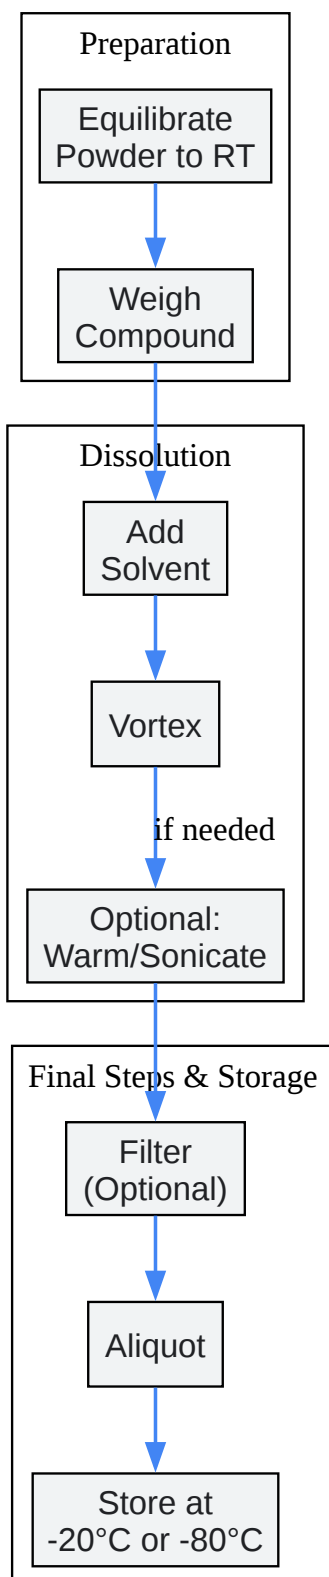 Preparation
Equilibrate
Powder to RT
Weigh
Compound
Dissolution
Add
Solvent
Vortex
if needed
Optional:
Warm/Sonicate
Final Steps & Storage
Filter
(Optional)
Aliquot
Store at
-20°C or -80°C